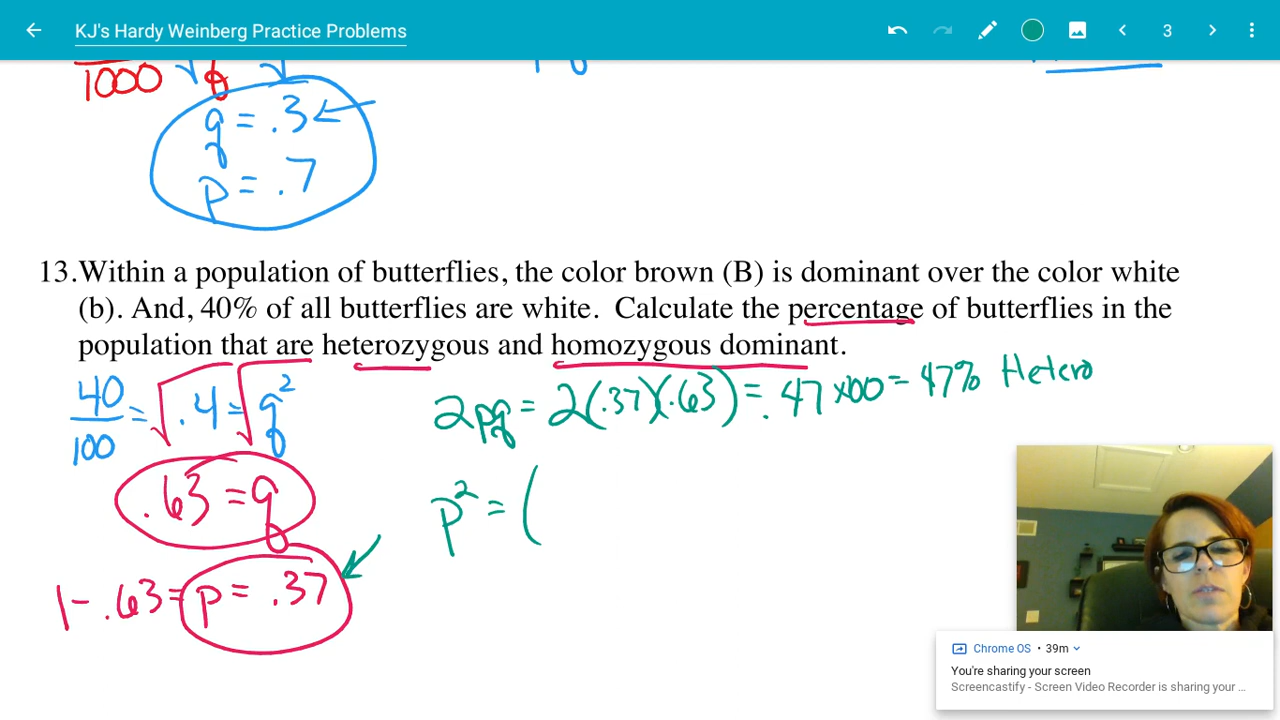 KJ's Hardy Weinberg Practice Problems
3
1000
q = .3
p = .7
13.Within a population of butterflies, the color brown (B) is dominant over the color white
(b). And, 40% of all butterflies are white. Calculate the percentage of butterflies in the
population that are heterozygous and homozygous dominant.
40/100 = √.4 = √q²
.63 = q
1 - .63 = p = .37
2pq = 2(.37)(.63) = .47 x100 = 47% Hetero
p² = (
Chrome OS • 39m
You're sharing your screen
Screencastify - Screen Video Recorder is sharing your ...